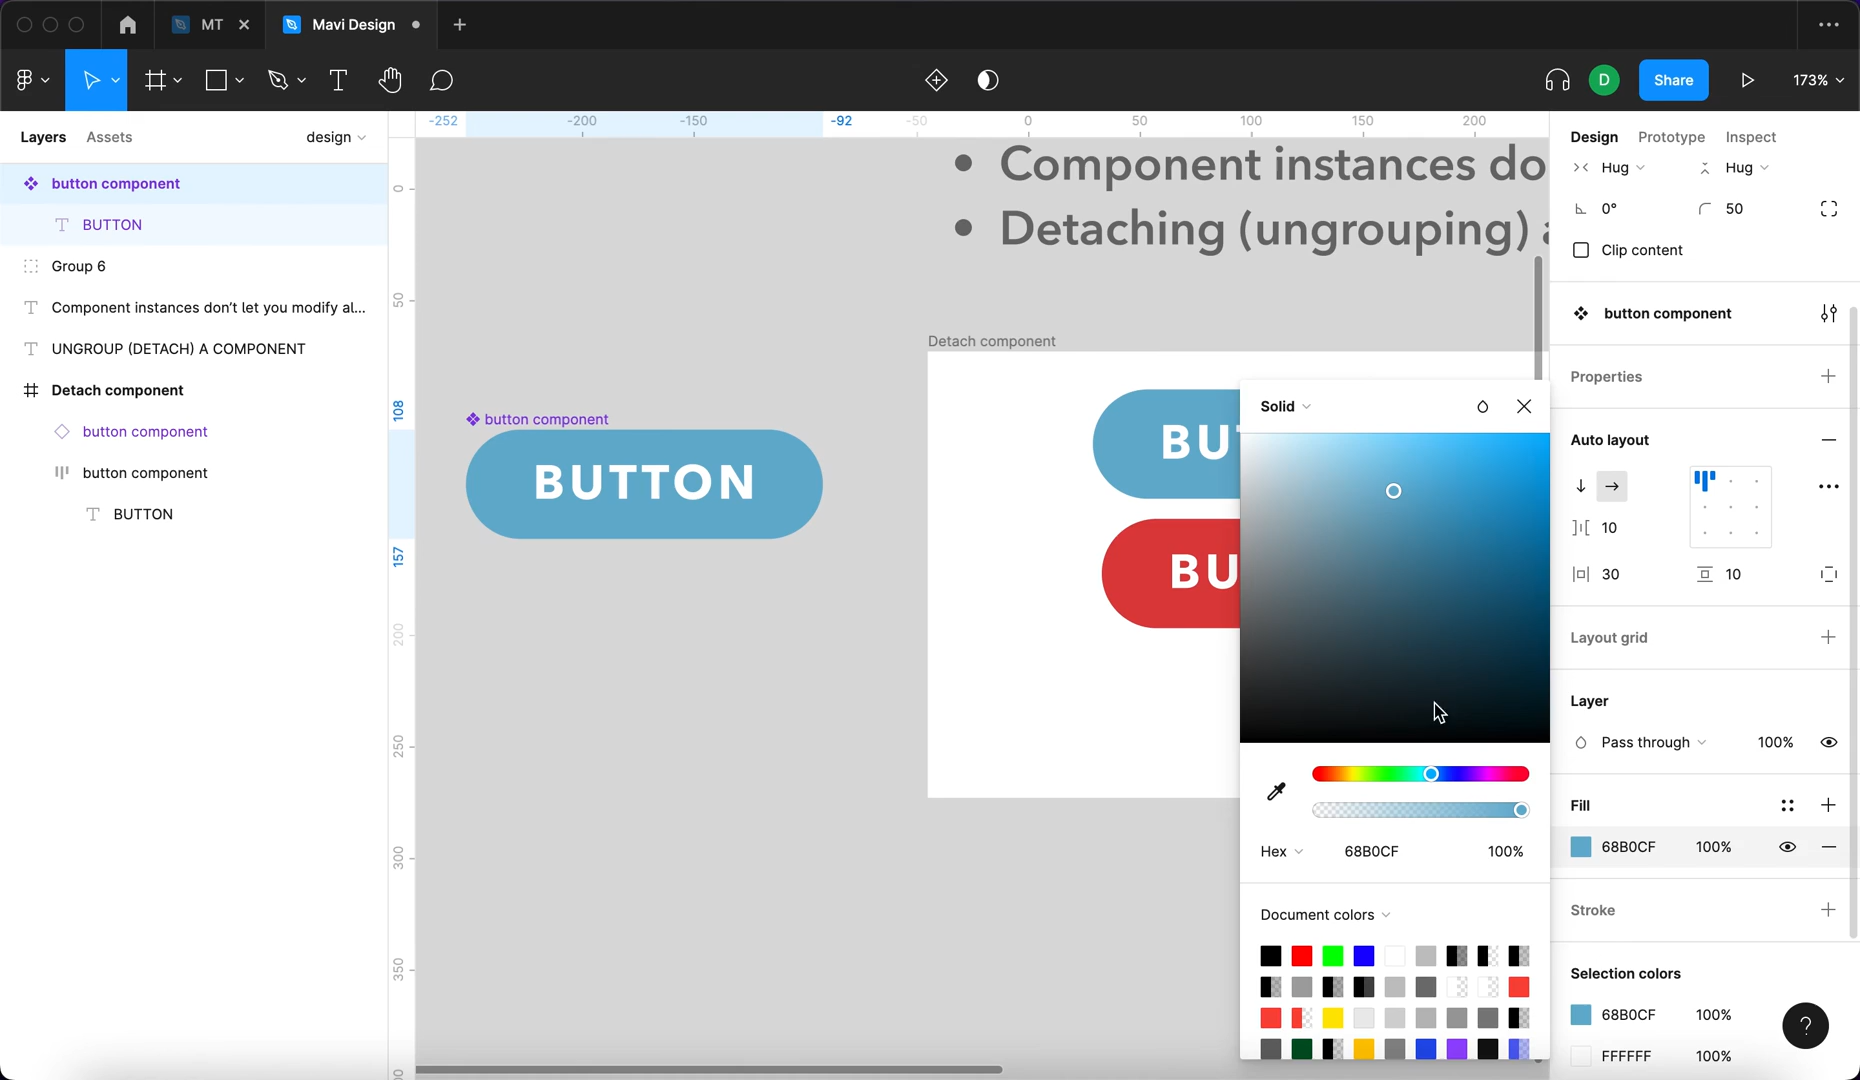 MT
Mavi Design
Share
173%
D
Layers
Assets
design
button component
BUTTON
Group 6
Component instances don't let you modify al...
UNGROUP (DETACH) A COMPONENT
Detach component
button component
button component
BUTTON
-252
-200
-150
-92
-50
0
50
100
150
200
0
50
108
157
200
250
300
350
Component instances do
Detaching (ungrouping)
button component
BUTTON
Detach component
BU
BU
Solid
Hex
68B0CF
100%
Document colors
Design
Prototype
Inspect
Hug
Hug
0°
50
Clip content
button component
Properties
Auto layout
10
30
10
Layout grid
Layer
Pass through
100%
Fill
68B0CF
100%
Stroke
Selection colors
68B0CF
100%
FFFFFF
100%
?